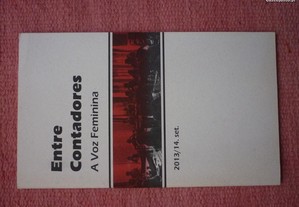 Entre
Contadores
A Voz Feminina
2013/14. set.